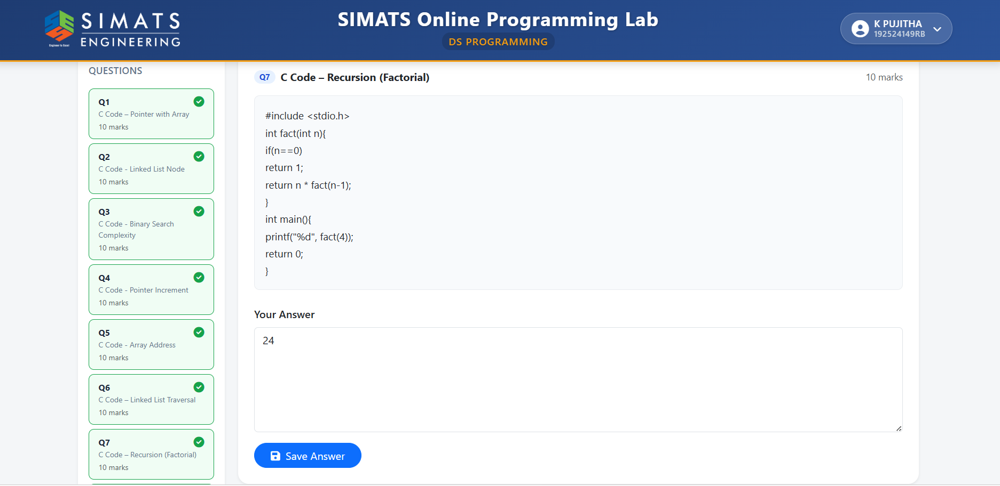 SIMATS
ENGINEERING
Engineer to Excel
SIMATS Online Programming Lab
DS PROGRAMMING
K PUJITHA
192524149RB
QUESTIONS
Q1
C Code – Pointer with Array
10 marks
Q2
C Code - Linked List Node
10 marks
Q3
C Code - Binary Search
Complexity
10 marks
Q4
C Code - Pointer Increment
10 marks
Q5
C Code - Array Address
10 marks
Q6
C Code – Linked List Traversal
10 marks
Q7
C Code – Recursion (Factorial)
10 marks
Q7 C Code – Recursion (Factorial)
10 marks
#include <stdio.h>
int fact(int n){
if(n==0)
return 1;
return n * fact(n-1);
}
int main(){
printf("%d", fact(4));
return 0;
}
Your Answer
24
Save Answer